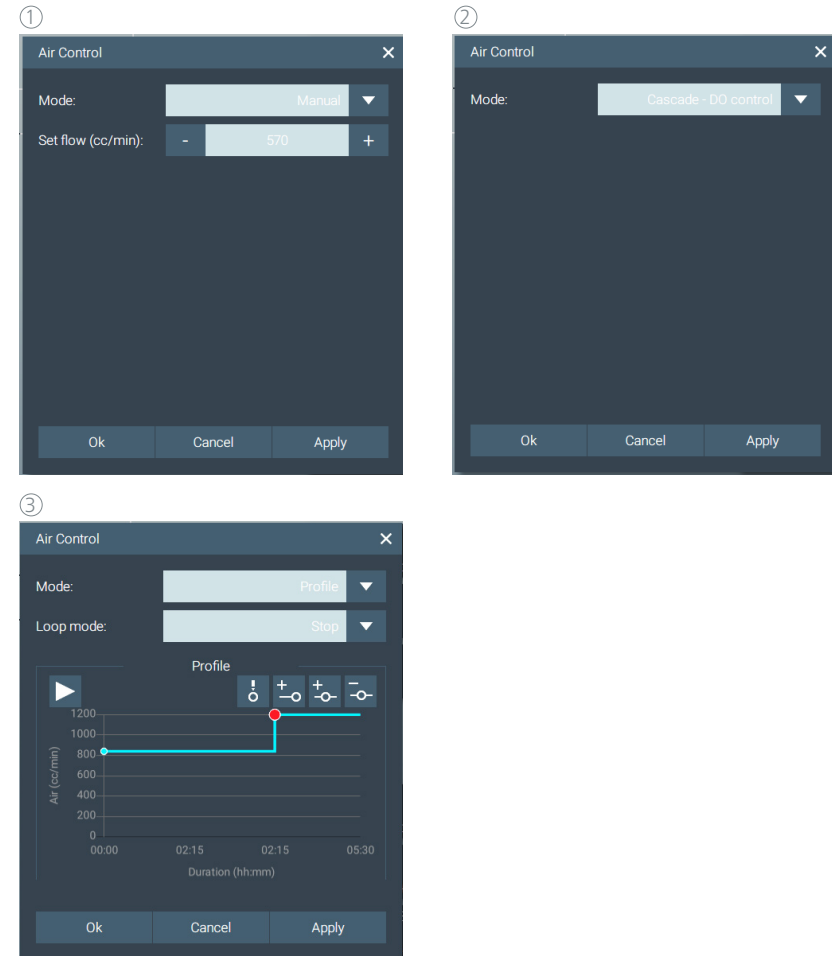 ①
Air Control
Mode: Manual
Set flow (cc/min): - 570 +
Ok Cancel Apply
②
Air Control
Mode: Cascade - DO control
Ok Cancel Apply
③
Air Control
Mode: Profile
Loop mode: Stop
Profile
1200
1000
800
600
400
200
0
Air (cc/min)
00:00 02:15 02:15 05:30
Duration (hh:mm)
Ok Cancel Apply